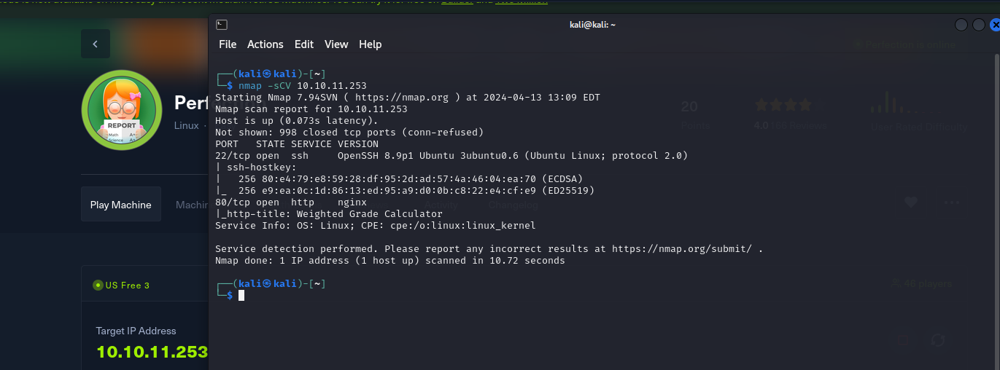 kali@kali: ~
File Actions Edit View Help
Perf
Linux ·
REPORT
Math A+
Science A+
20
Points
4.0
Play Machine
Machin
Activity
Changelog
US Free 3
48 players
Target IP Address
10.10.11.253
┌──(kali㉿kali)-[~]
└─$ nmap -sCV 10.10.11.253
Starting Nmap 7.94SVN ( https://nmap.org ) at 2024-04-13 13:09 EDT
Nmap scan report for 10.10.11.253
Host is up (0.073s latency).
Not shown: 998 closed tcp ports (conn-refused)
PORT   STATE SERVICE VERSION
22/tcp open  ssh     OpenSSH 8.9p1 Ubuntu 3ubuntu0.6 (Ubuntu Linux; protocol 2.0)
| ssh-hostkey:
|   256 80:e4:79:e8:59:28:df:95:2d:ad:57:4a:46:04:ea:70 (ECDSA)
|_  256 e9:ea:0c:1d:86:13:ed:95:a9:d0:0b:c8:22:e4:cf:e9 (ED25519)
80/tcp open  http    nginx
|_http-title: Weighted Grade Calculator
Service Info: OS: Linux; CPE: cpe:/o:linux:linux_kernel
Service detection performed. Please report any incorrect results at https://nmap.org/submit/ .
Nmap done: 1 IP address (1 host up) scanned in 10.72 seconds
┌──(kali㉿kali)-[~]
└─$